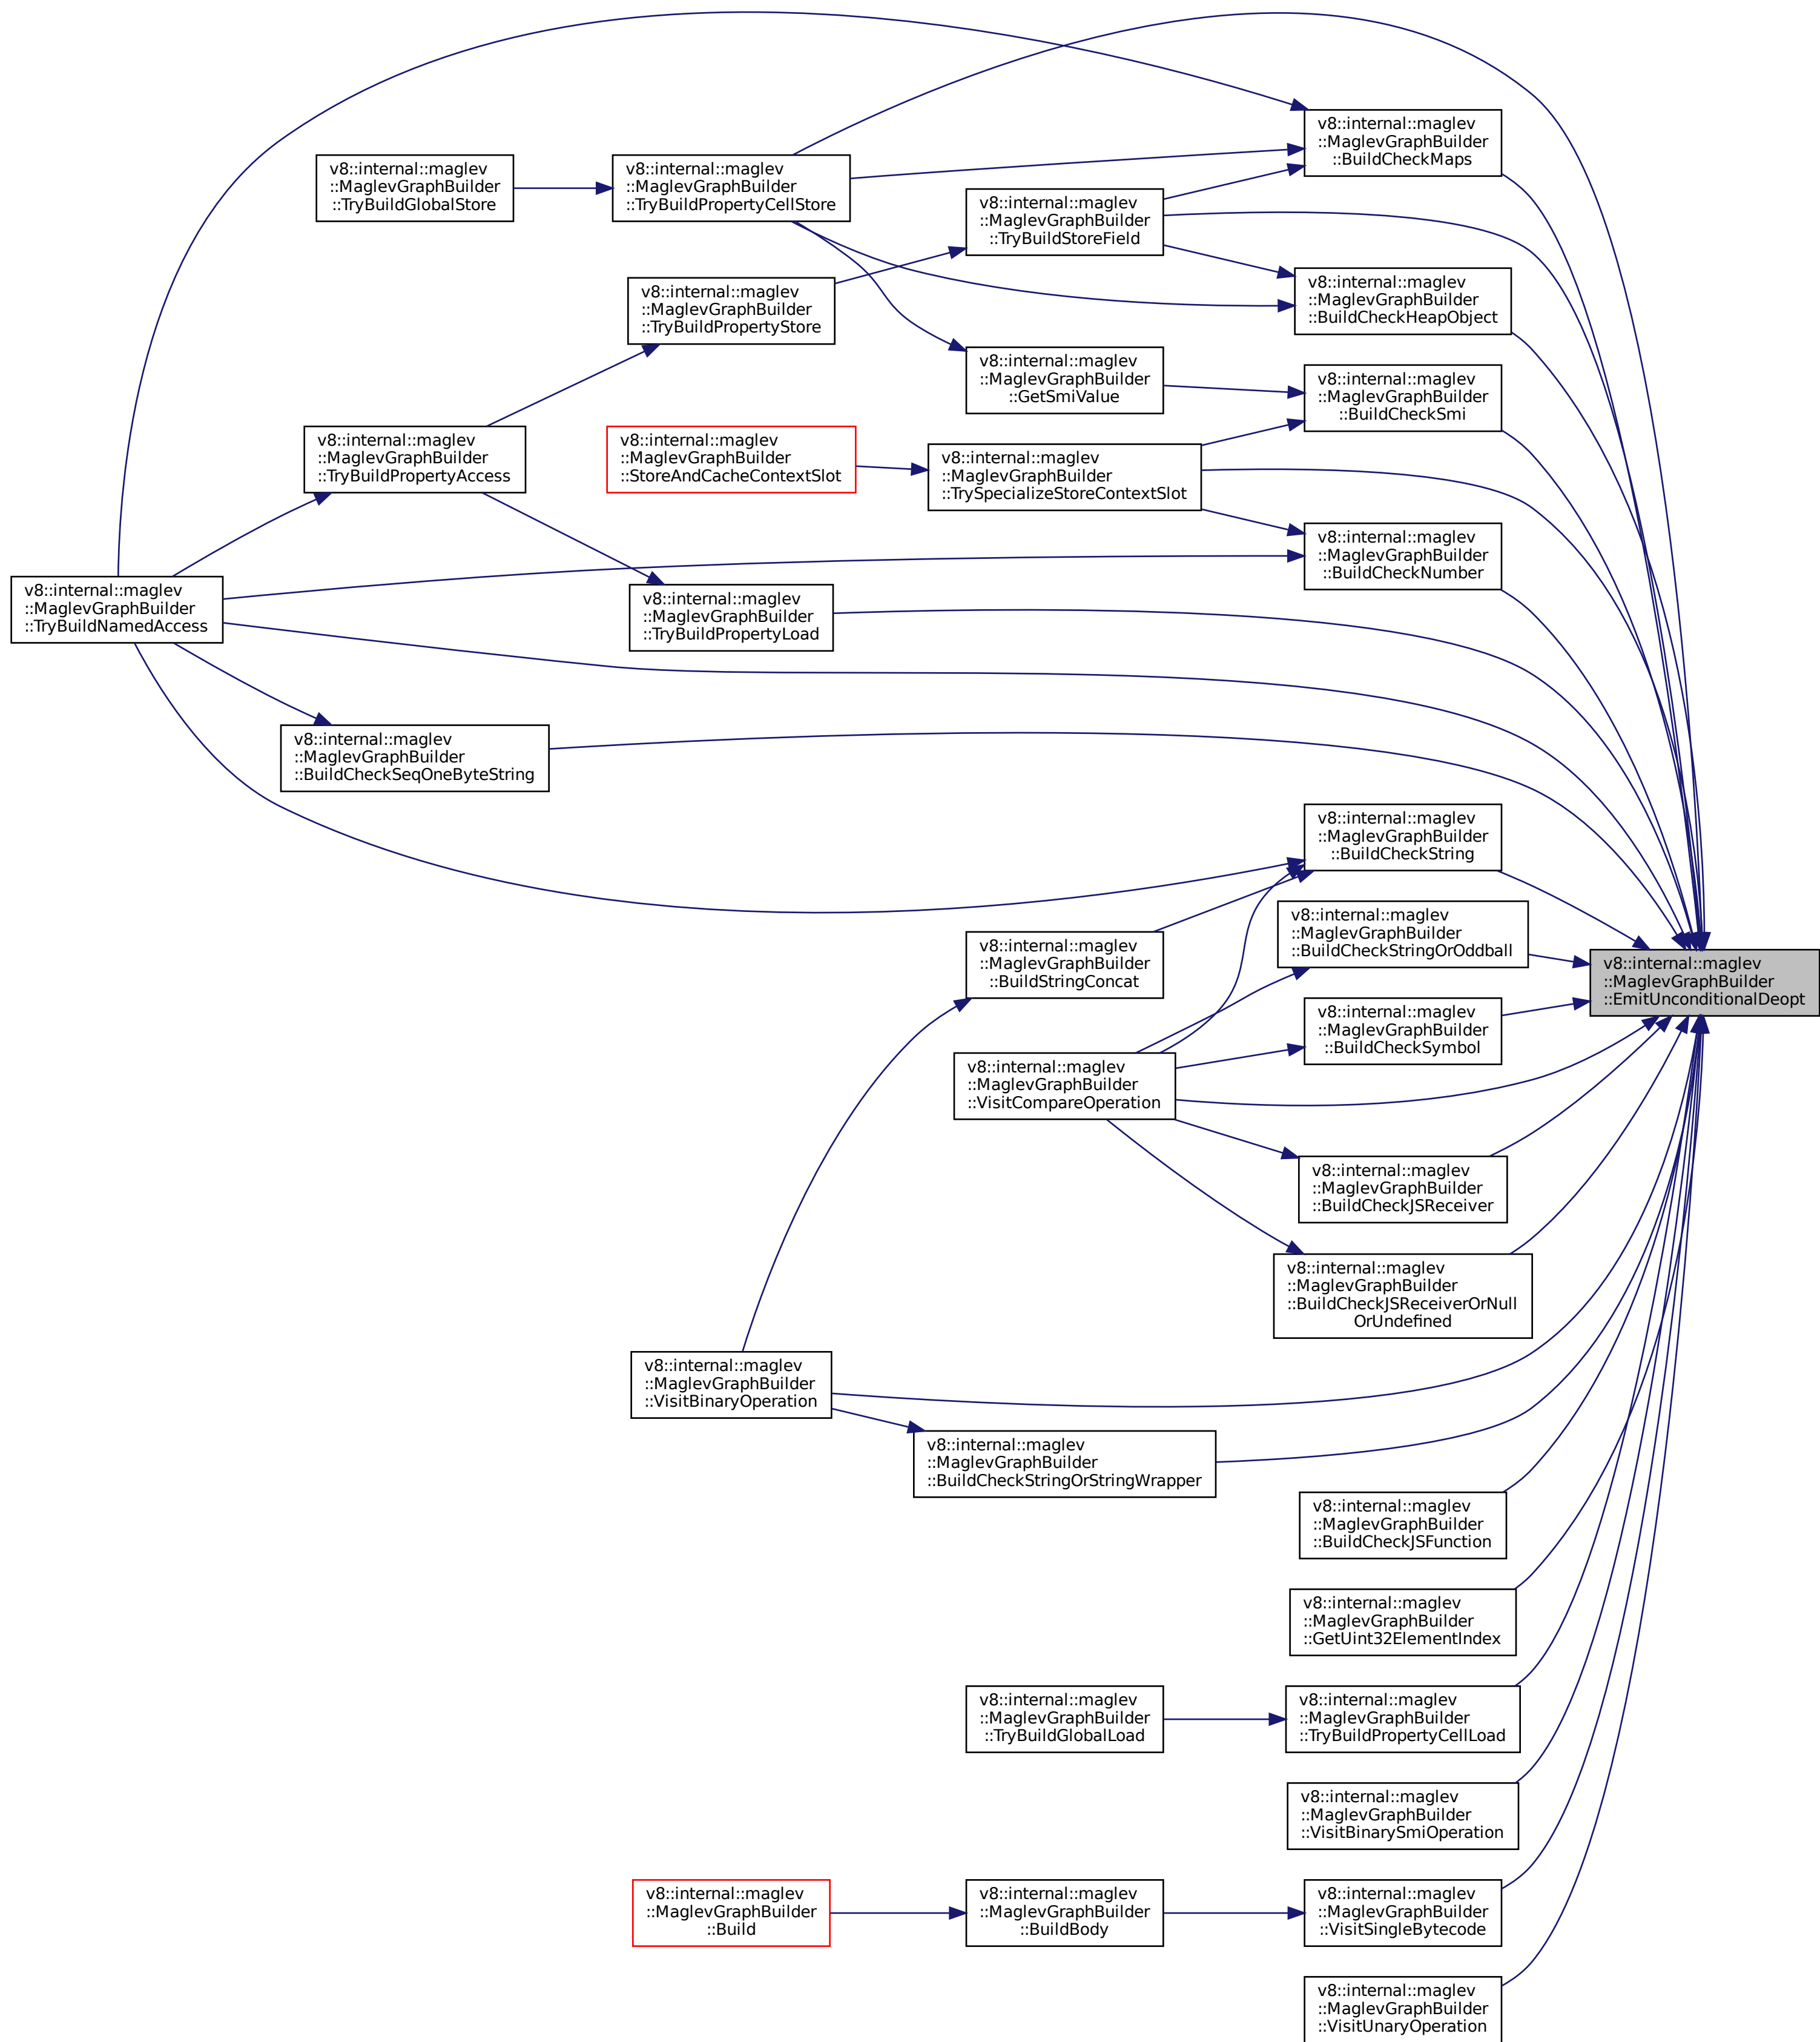 v8::internal::maglev
::MaglevGraphBuilder
::BuildCheckMaps
v8::internal::maglev
::MaglevGraphBuilder
::TryBuildGlobalStore
v8::internal::maglev
::MaglevGraphBuilder
::TryBuildPropertyCellStore
v8::internal::maglev
::MaglevGraphBuilder
::TryBuildStoreField
v8::internal::maglev
::MaglevGraphBuilder
::BuildCheckHeapObject
v8::internal::maglev
::MaglevGraphBuilder
::TryBuildPropertyStore
v8::internal::maglev
::MaglevGraphBuilder
::GetSmiValue
v8::internal::maglev
::MaglevGraphBuilder
::BuildCheckSmi
v8::internal::maglev
::MaglevGraphBuilder
::TryBuildPropertyAccess
v8::internal::maglev
::MaglevGraphBuilder
::StoreAndCacheContextSlot
v8::internal::maglev
::MaglevGraphBuilder
::TrySpecializeStoreContextSlot
v8::internal::maglev
::MaglevGraphBuilder
::BuildCheckNumber
v8::internal::maglev
::MaglevGraphBuilder
::TryBuildNamedAccess
v8::internal::maglev
::MaglevGraphBuilder
::TryBuildPropertyLoad
v8::internal::maglev
::MaglevGraphBuilder
::BuildCheckSeqOneByteString
v8::internal::maglev
::MaglevGraphBuilder
::BuildCheckString
v8::internal::maglev
::MaglevGraphBuilder
::BuildCheckStringOrOddball
v8::internal::maglev
::MaglevGraphBuilder
::BuildStringConcat
v8::internal::maglev
::MaglevGraphBuilder
::EmitUnconditionalDeopt
v8::internal::maglev
::MaglevGraphBuilder
::BuildCheckSymbol
v8::internal::maglev
::MaglevGraphBuilder
::VisitCompareOperation
v8::internal::maglev
::MaglevGraphBuilder
::BuildCheckJSReceiver
v8::internal::maglev
::MaglevGraphBuilder
::BuildCheckJSReceiverOrNull
OrUndefined
v8::internal::maglev
::MaglevGraphBuilder
::VisitBinaryOperation
v8::internal::maglev
::MaglevGraphBuilder
::BuildCheckStringOrStringWrapper
v8::internal::maglev
::MaglevGraphBuilder
::BuildCheckJSFunction
v8::internal::maglev
::MaglevGraphBuilder
::GetUint32ElementIndex
v8::internal::maglev
::MaglevGraphBuilder
::TryBuildGlobalLoad
v8::internal::maglev
::MaglevGraphBuilder
::TryBuildPropertyCellLoad
v8::internal::maglev
::MaglevGraphBuilder
::VisitBinarySmiOperation
v8::internal::maglev
::MaglevGraphBuilder
::Build
v8::internal::maglev
::MaglevGraphBuilder
::BuildBody
v8::internal::maglev
::MaglevGraphBuilder
::VisitSingleBytecode
v8::internal::maglev
::MaglevGraphBuilder
::VisitUnaryOperation